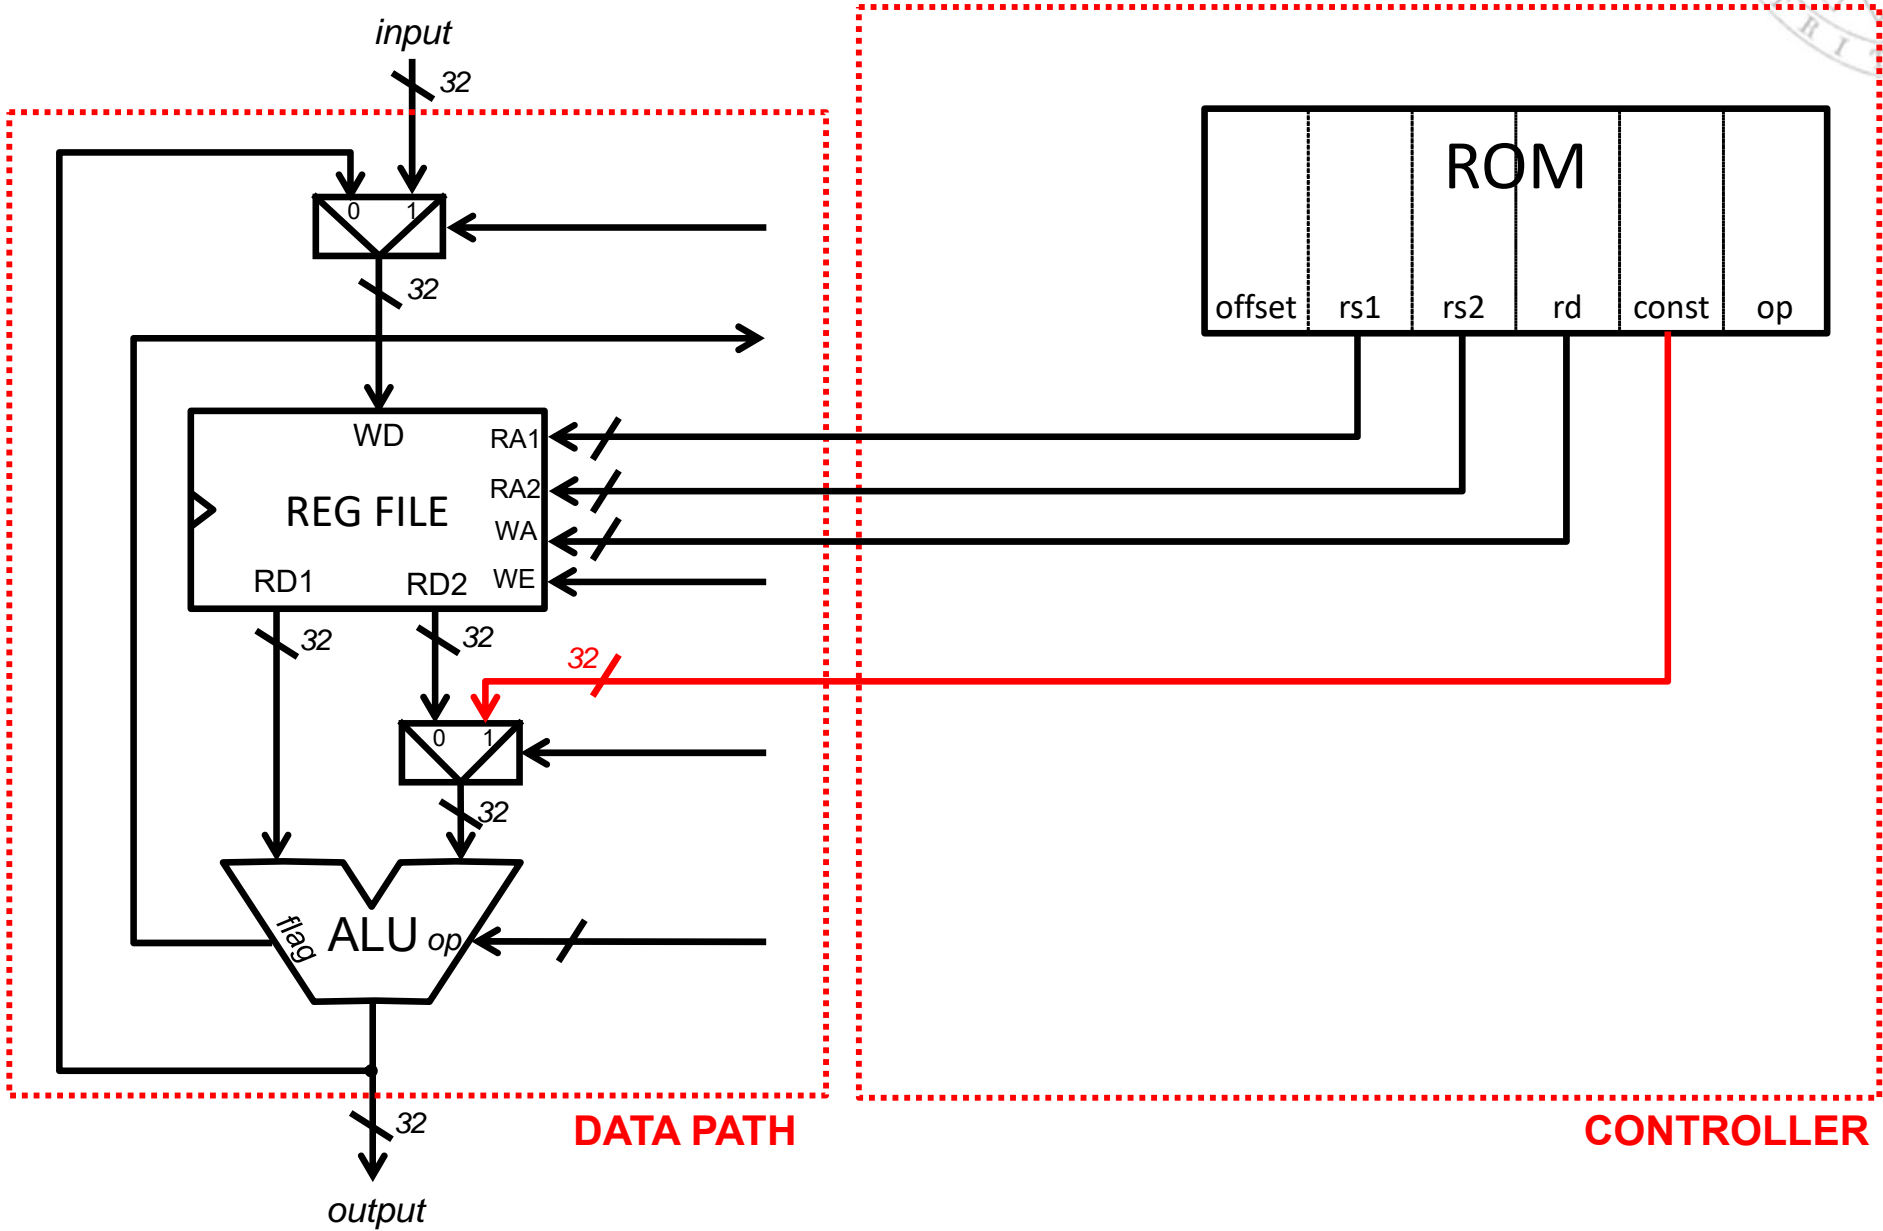 input
32
0 1
32
WD
RA1
RA2
WA
WE
REG FILE
RD1
RD2
32
32
32
0 1
32
flag
ALU
op
32
output
DATA PATH
ROM
offset rs1 rs2 rd const op
CONTROLLER